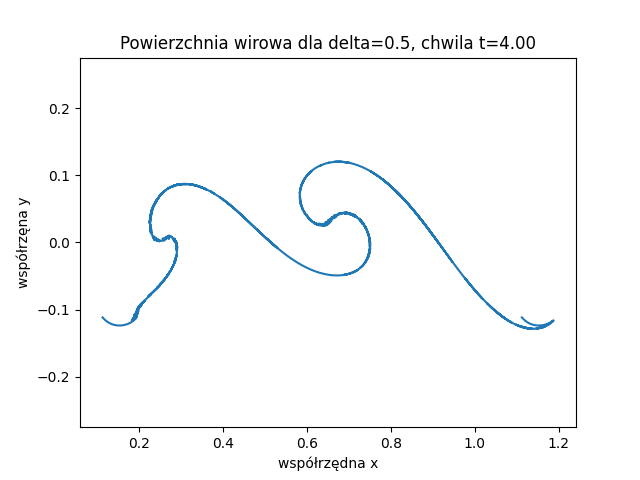 Powierzchnia wirowa dla delta=0.5, chwila t=4.00
0.2
0.1
0.0
−0.1
−0.2
współrzęna y
0.2 0.4 0.6 0.8 1.0 1.2
współrzędna x